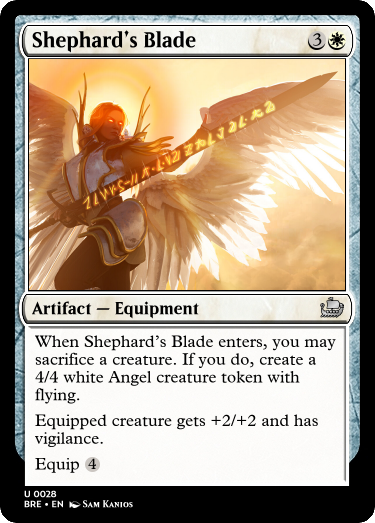 Shephard's Blade 3
Artifact — Equipment
When Shephard's Blade enters, you may
sacrifice a creature. If you do, create a
4/4 white Angel creature token with
flying.
Equipped creature gets +2/+2 and has
vigilance.
Equip 4
U 0028
BRE • EN Sam Kanios